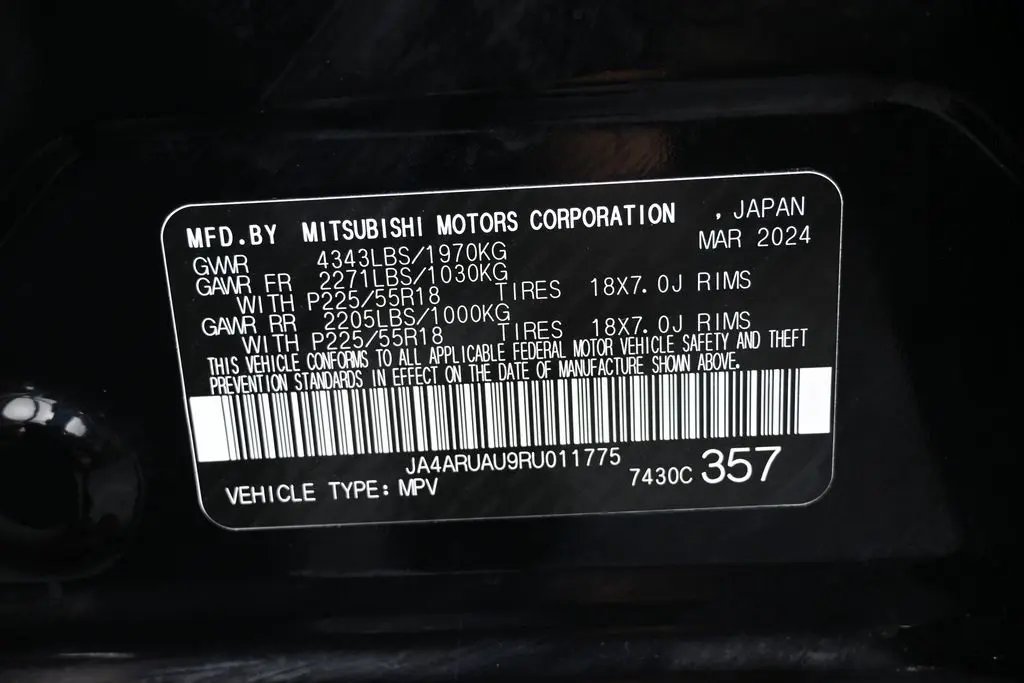 MFD.BY MITSUBISHI MOTORS CORPORATION , JAPAN
GWWR 4343LBS/1970KG MAR 2024
GAWR FR 2271LBS/1030KG
WITH P225/55R18 TIRES 18X7.0J RIMS
GAWR RR 2205LBS/1000KG
WITH P225/55R18 TIRES 18X7.0J RIMS
THIS VEHICLE CONFORMS TO ALL APPLICABLE FEDERAL MOTOR VEHICLE SAFETY AND THEFT
PREVENTION STANDARDS IN EFFECT ON THE DATE OF MANUFACTURE SHOWN ABOVE.
JA4ARUAU9RU011775
VEHICLE TYPE: MPV 7430C 357